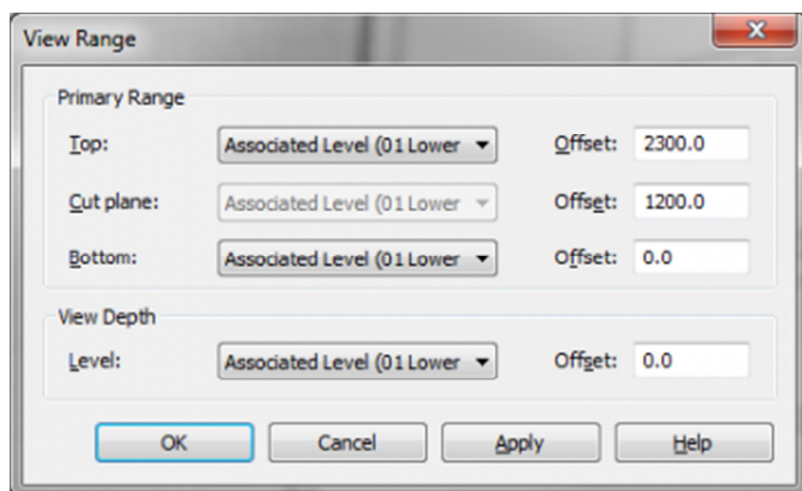 View Range
Primary Range
Top: Associated Level (01 Lower Offset: 2300.0
Cut plane: Associated Level (01 Lower Offset: 1200.0
Bottom: Associated Level (01 Lower Offset: 0.0
View Depth
Level: Associated Level (01 Lower Offset: 0.0
OK Cancel Apply Help